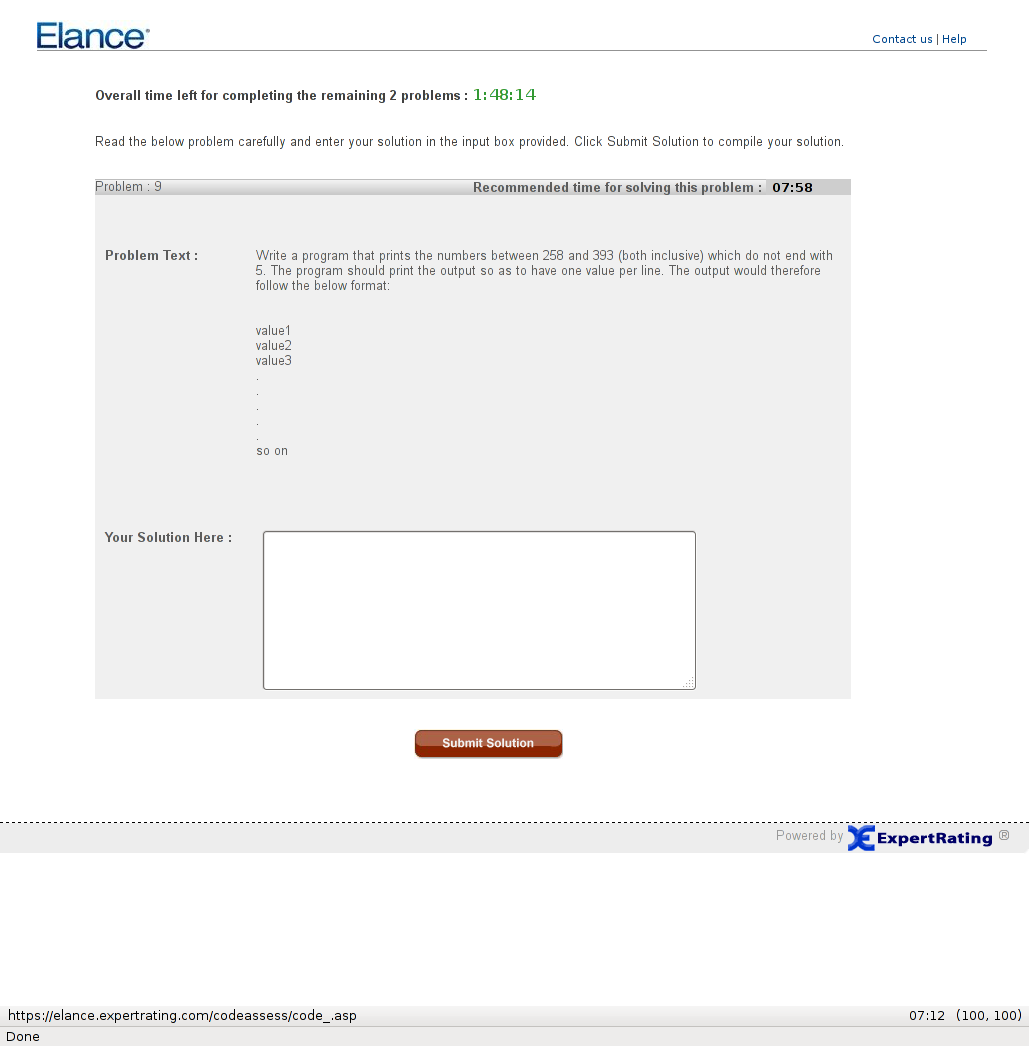 Elance
Contact us | Help
Overall time left for completing the remaining 2 problems : 1:48:14
Read the below problem carefully and enter your solution in the input box provided. Click Submit Solution to compile your solution.
Problem : 9
Recommended time for solving this problem : 07:58
Problem Text :
Write a program that prints the numbers between 258 and 393 (both inclusive) which do not end with
5. The program should print the output so as to have one value per line. The output would therefore
follow the below format:
value1
value2
value3
.
.
.
.
.
so on
Your Solution Here :
Submit Solution
Powered by ExpertRating ®
https://elance.expertrating.com/codeassess/code_.asp
07:12 (100, 100)
Done